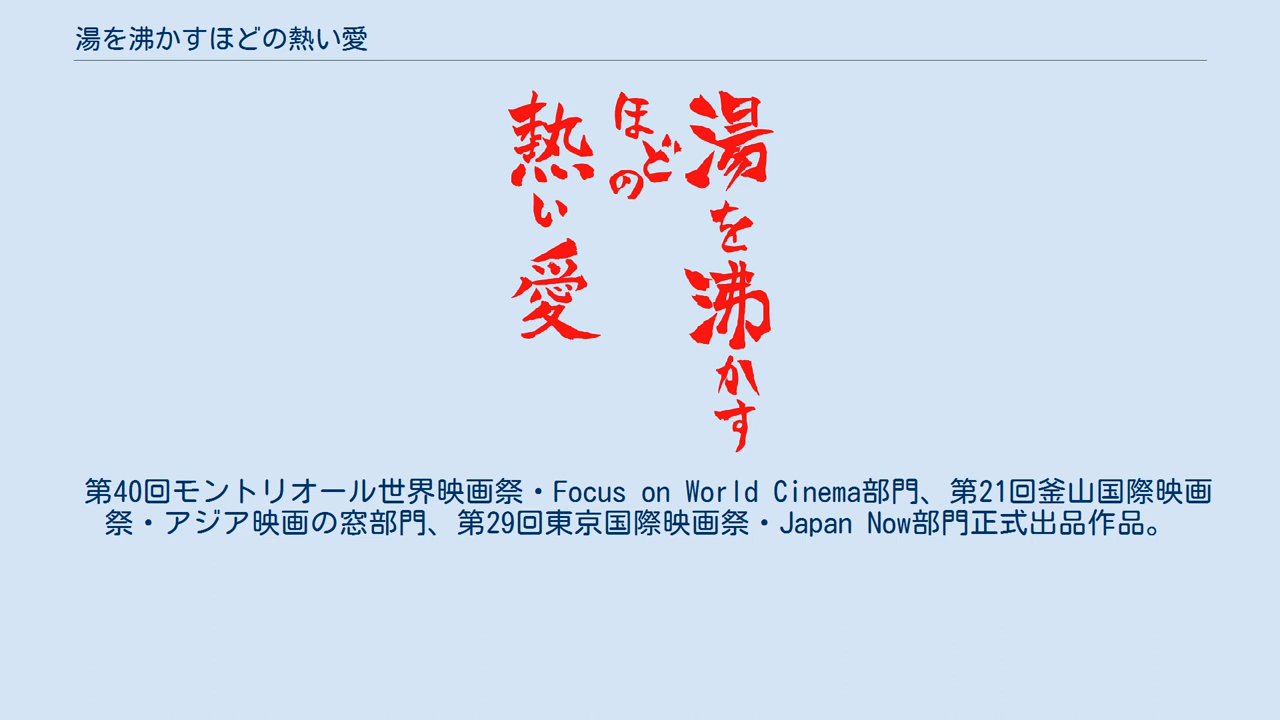 湯を沸かすほどの熱い愛
湯を沸かす
ほどの
熱い愛
第40回モントリオール世界映画祭・Focus on World Cinema部門、第21回釜山国際映画
祭・アジア映画の窓部門、第29回東京国際映画祭・Japan Now部門正式出品作品。